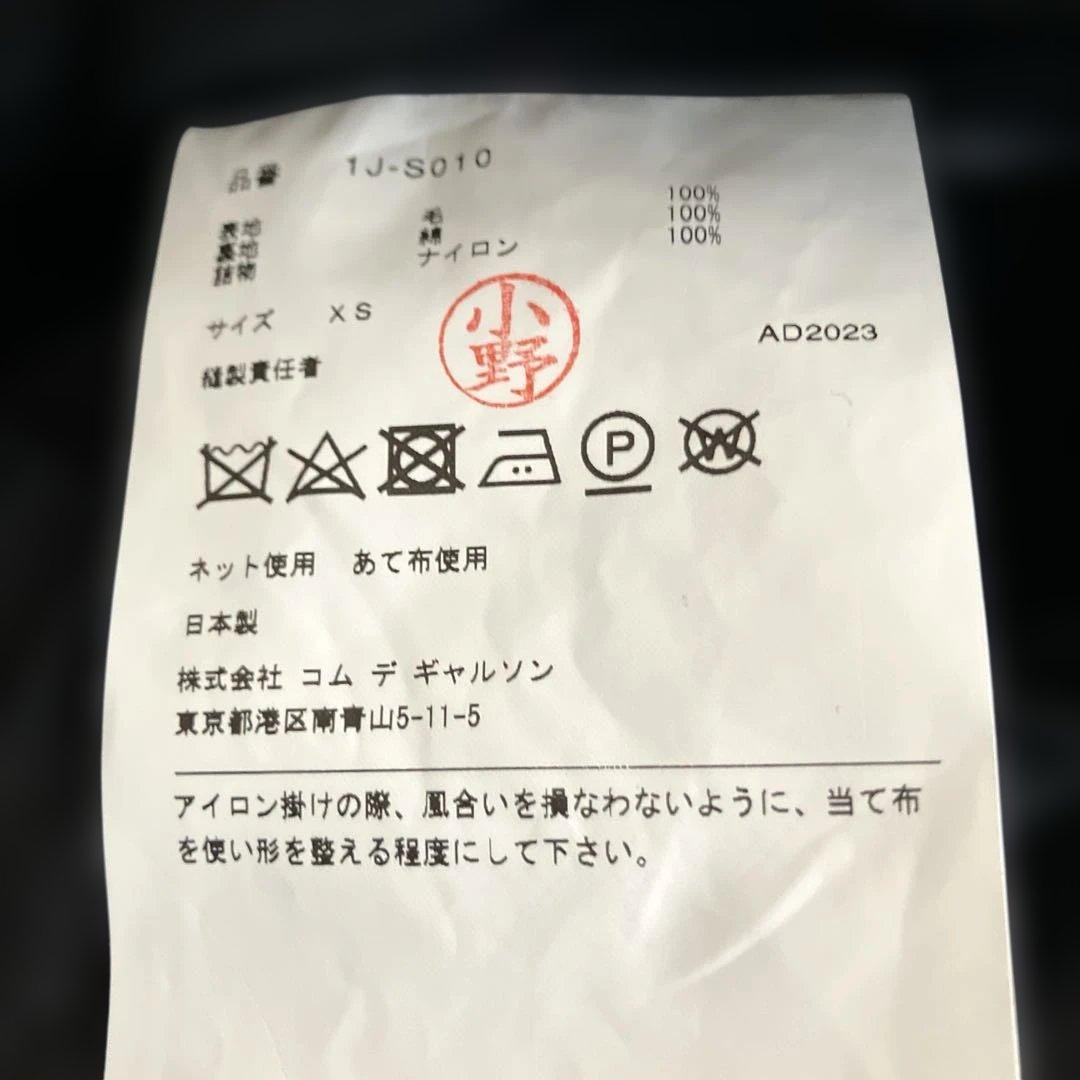 品番 1J-S010
表地 毛 100%
裏地 綿 100%
詰物 ナイロン 100%
サイズ XS
小野
AD2023
縫製責任者
P W
ネット使用 あて布使用
日本製
株式会社 コム デ ギャルソン
東京都港区南青山5-11-5
アイロン掛けの際、風合いを損なわないように、当て布
を使い形を整える程度にして下さい。